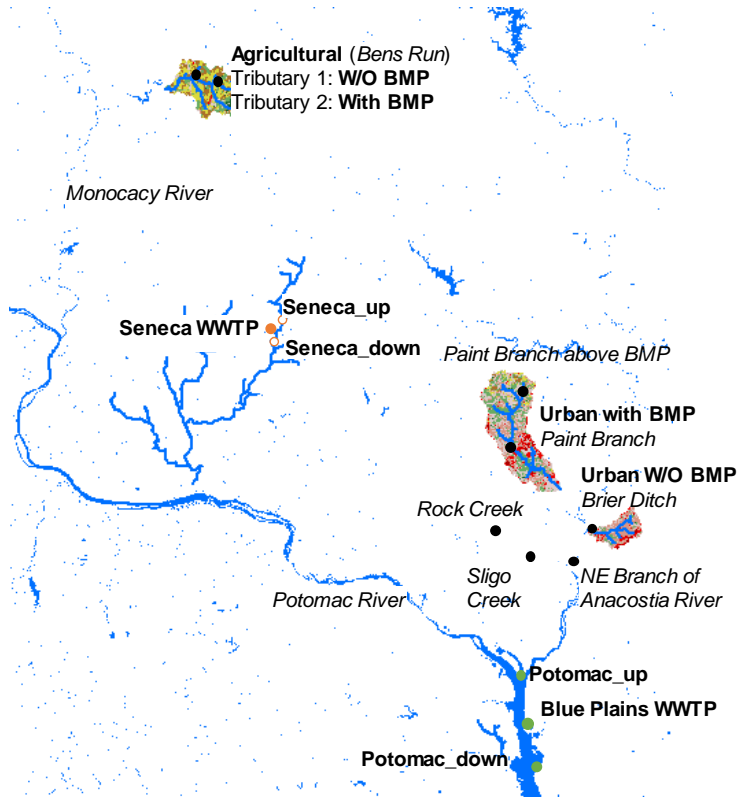 Agricultural (Bens Run)
Tributary 1: W/O BMP
Tributary 2: With BMP
Monocacy River
Seneca_up
Seneca WWTP
Seneca_down
Paint Branch above BMP
Urban with BMP
Paint Branch
Urban W/O BMP
Brier Ditch
Rock Creek
Sligo
Creek
NE Branch of
Anacostia River
Potomac River
Potomac_up
Blue Plains WWTP
Potomac_down